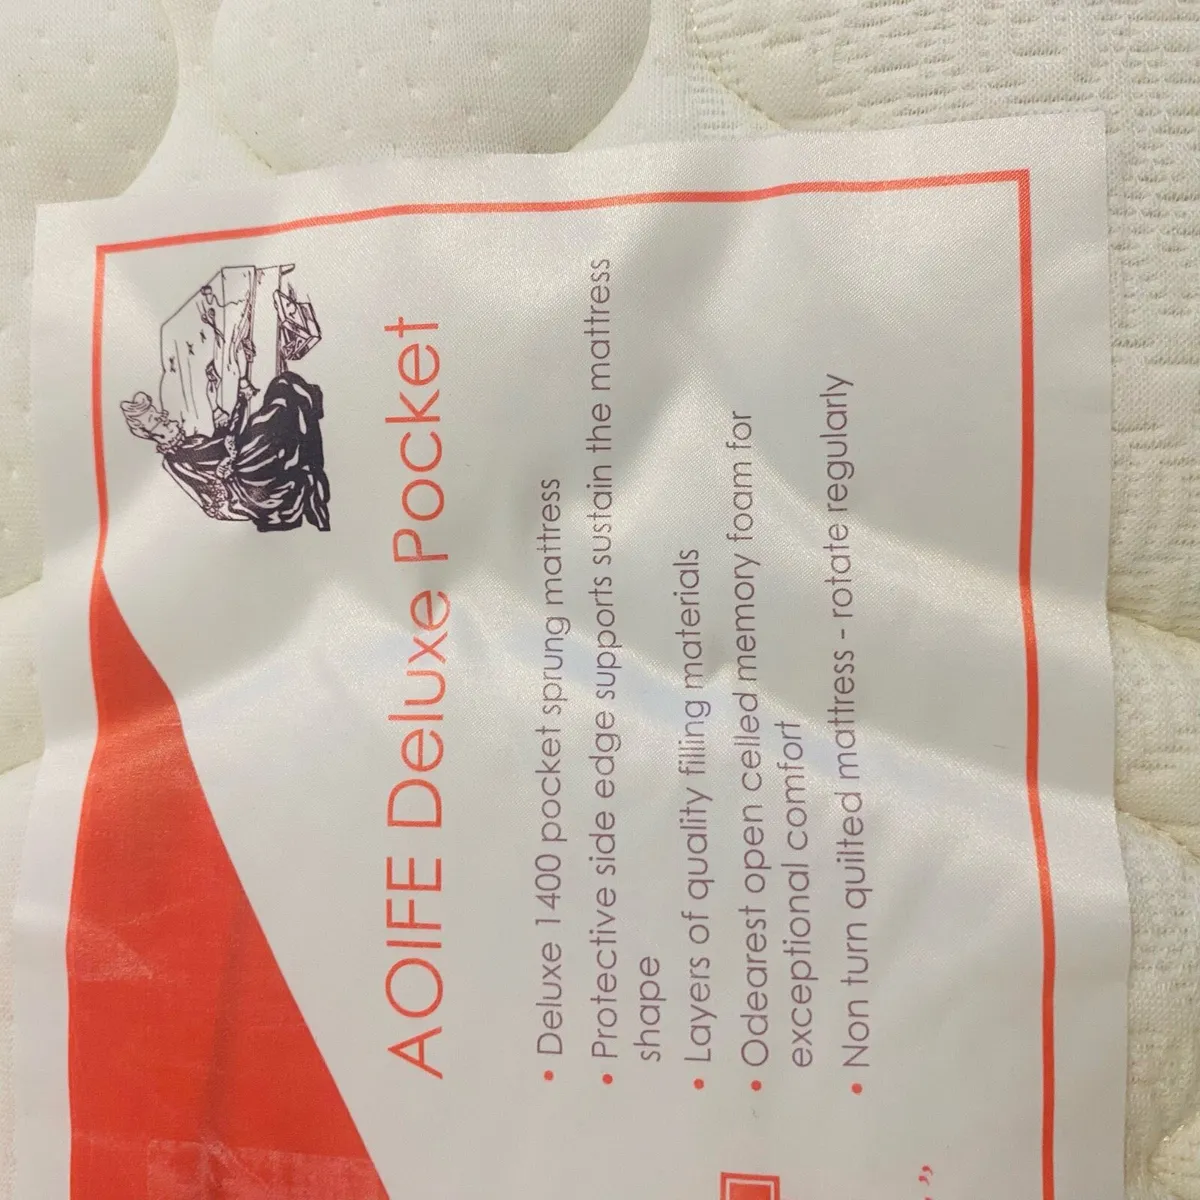 AOIFE Deluxe Pocket
• Deluxe 1400 pocket sprung mattress
• Protective side edge supports sustain the mattress
shape
• Layers of quality filling materials
• Odearest open celled memory foam for
exceptional comfort
• Non turn quilted mattress - rotate regularly